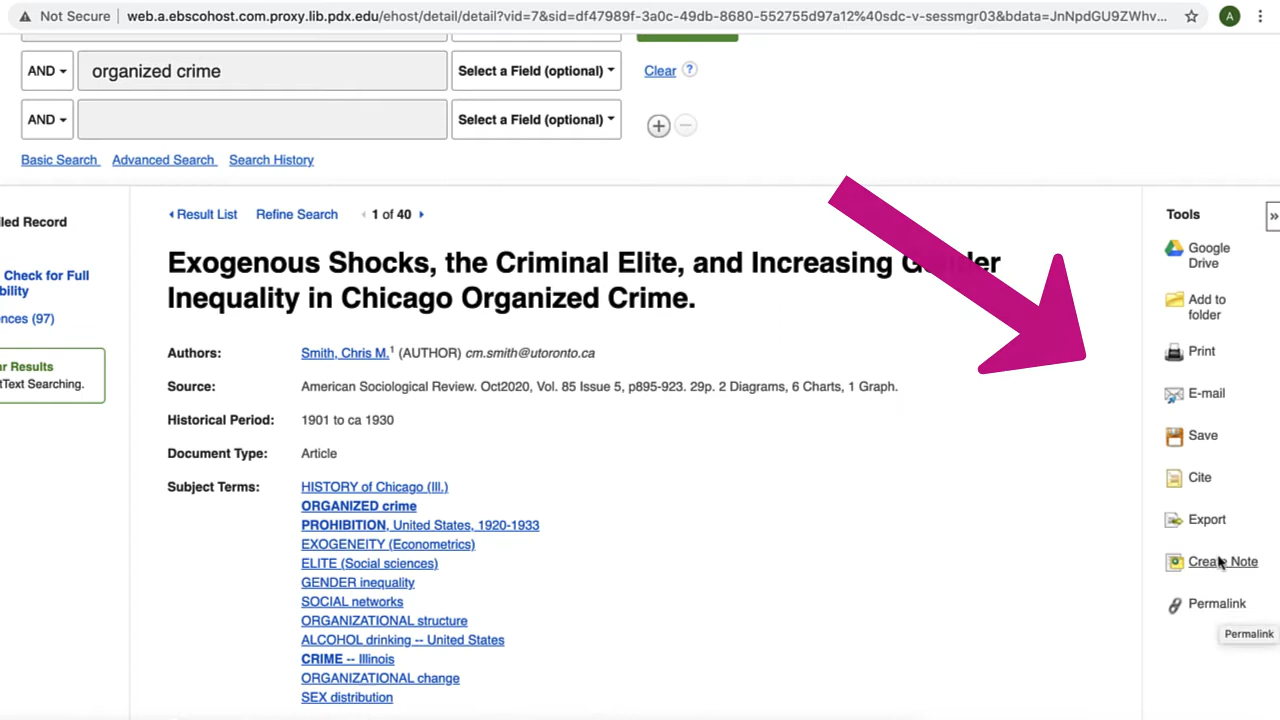 Not Secure web.a.ebscohost.com.proxy.lib.pdx.edu/ehost/detail/detail?vid=7&sid=df47989f-3a0c-49db-8680-552755d97a12%40sdc-v-sessmgr03&bdata=JnNpdGU9ZWhv... A
AND organized crime Select a Field (optional) Clear ?
AND Select a Field (optional)
Basic Search Advanced Search Search History
iled Record
Check for Full
bility
ences (97)
ar Results
tText Searching.
Result List Refine Search 1 of 40
Exogenous Shocks, the Criminal Elite, and Increasing Gender
Inequality in Chicago Organized Crime.
Authors: Smith, Chris M.1 (AUTHOR) cm.smith@utoronto.ca
Source: American Sociological Review. Oct2020, Vol. 85 Issue 5, p895-923. 29p. 2 Diagrams, 6 Charts, 1 Graph.
Historical Period: 1901 to ca 1930
Document Type: Article
Subject Terms: HISTORY of Chicago (Ill.)
ORGANIZED crime
PROHIBITION, United States, 1920-1933
EXOGENEITY (Econometrics)
ELITE (Social sciences)
GENDER inequality
SOCIAL networks
ORGANIZATIONAL structure
ALCOHOL drinking -- United States
CRIME -- Illinois
ORGANIZATIONAL change
SEX distribution
Tools »
Google
Drive
Add to
folder
Print
E-mail
Save
Cite
Export
Create Note
Permalink
Permalink